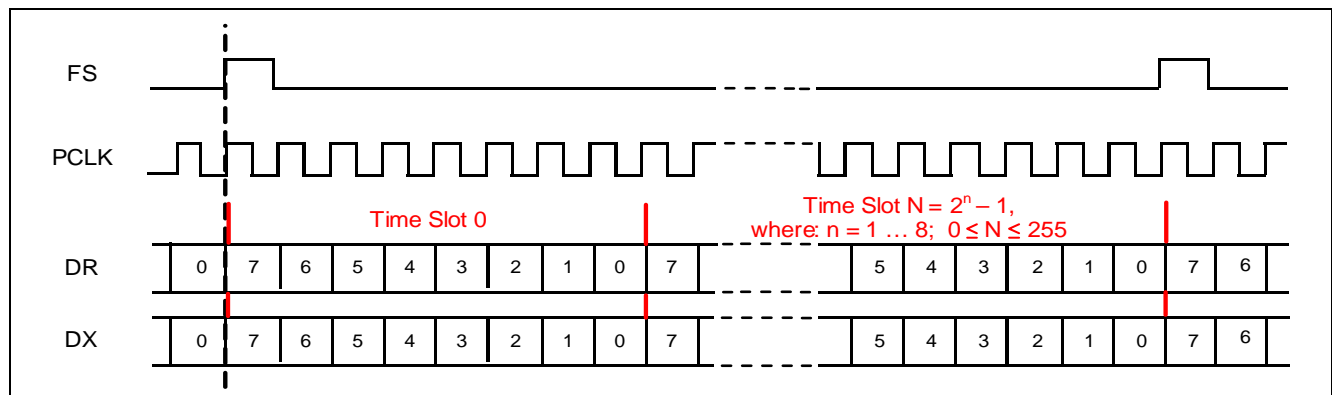 FS
PCLK
Time Slot 0
Time Slot N = 2ⁿ – 1,
where: n = 1 … 8; 0 ≤ N ≤ 255
DR 0 7 6 5 4 3 2 1 0 7 5 4 3 2 1 0 7 6
DX 0 7 6 5 4 3 2 1 0 7 5 4 3 2 1 0 7 6